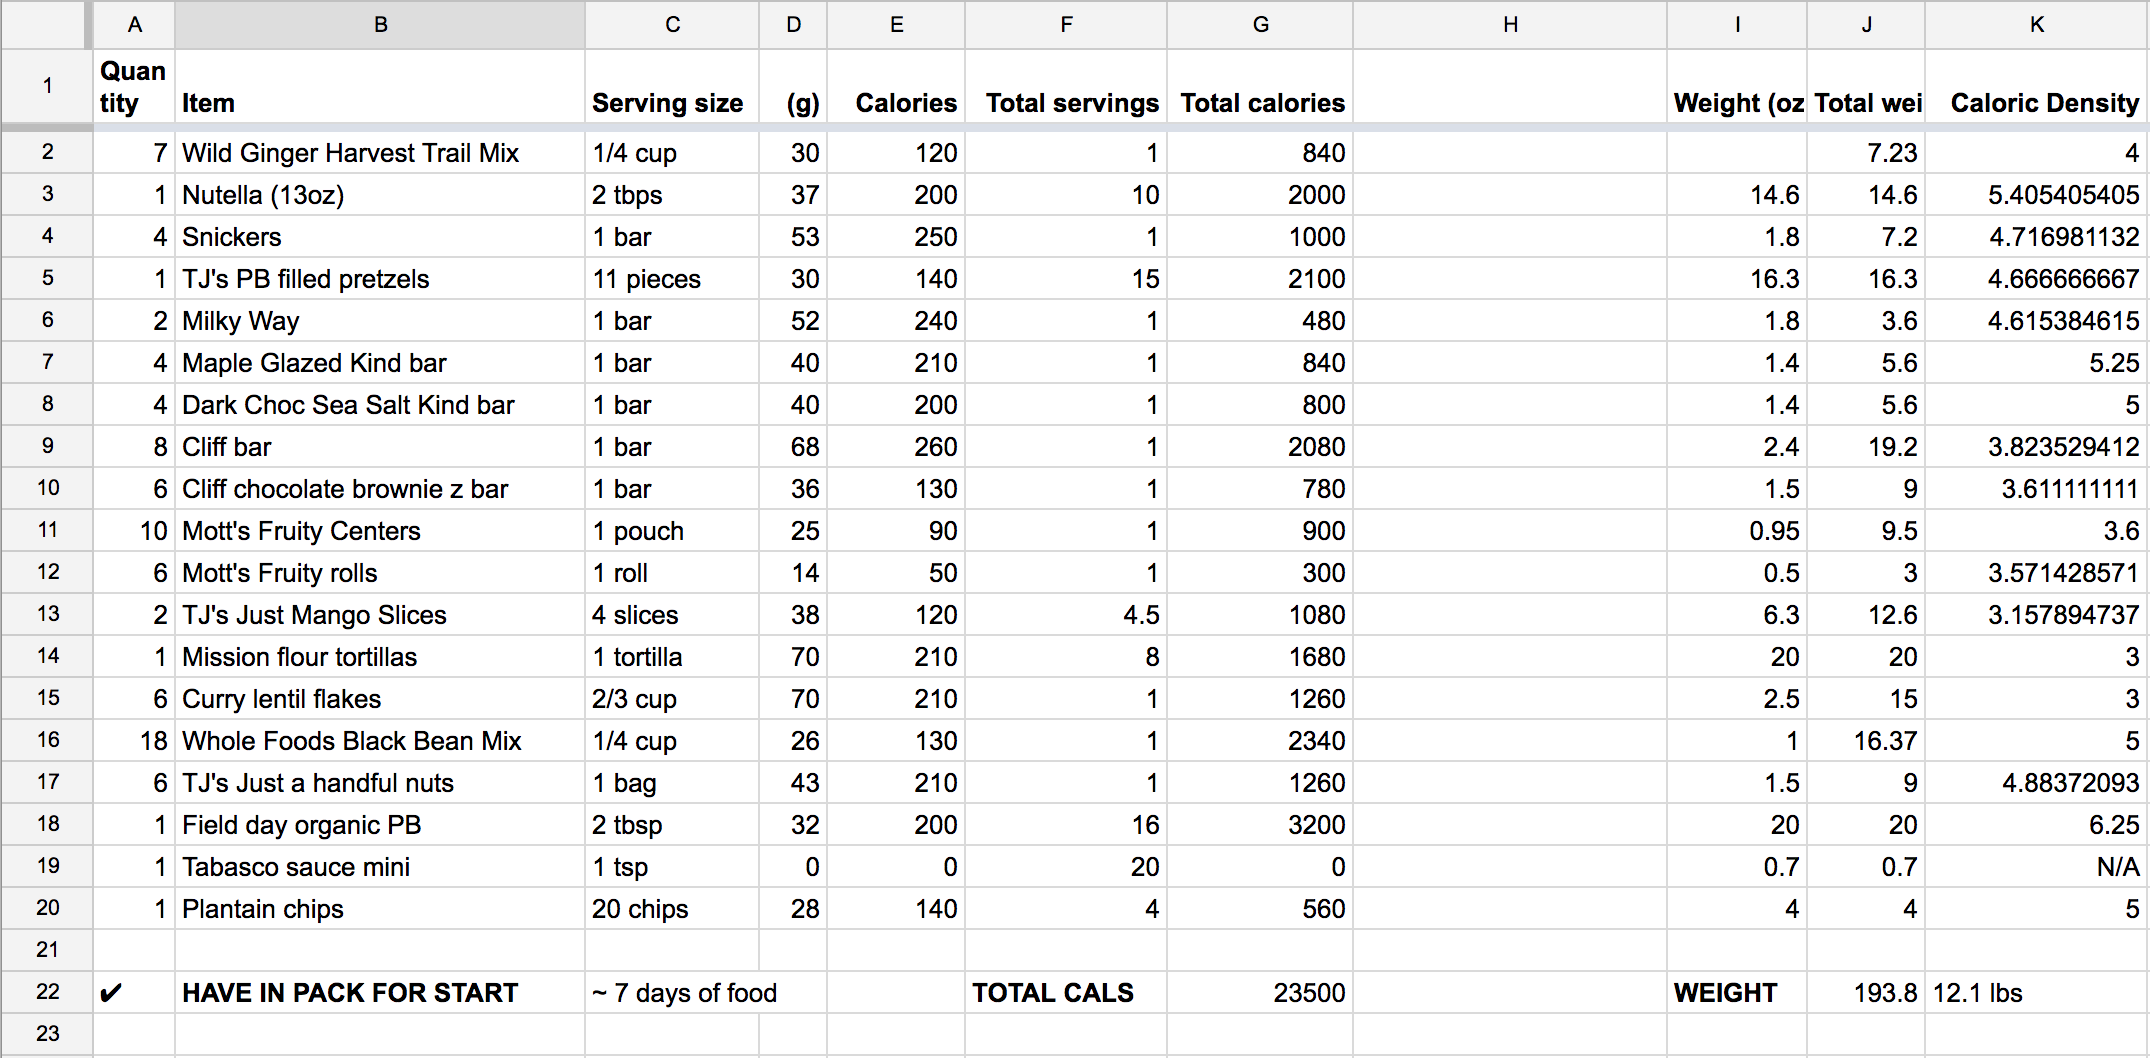 A B C D E F G H I J K
1 Quan
tity Item Serving size (g) Calories Total servings Total calories Weight (oz Total wei Caloric Density
2 7 Wild Ginger Harvest Trail Mix 1/4 cup 30 120 1 840 7.23 4
3 1 Nutella (13oz) 2 tbps 37 200 10 2000 14.6 14.6 5.405405405
4 4 Snickers 1 bar 53 250 1 1000 1.8 7.2 4.716981132
5 1 TJ's PB filled pretzels 11 pieces 30 140 15 2100 16.3 16.3 4.666666667
6 2 Milky Way 1 bar 52 240 1 480 1.8 3.6 4.615384615
7 4 Maple Glazed Kind bar 1 bar 40 210 1 840 1.4 5.6 5.25
8 4 Dark Choc Sea Salt Kind bar 1 bar 40 200 1 800 1.4 5.6 5
9 8 Cliff bar 1 bar 68 260 1 2080 2.4 19.2 3.823529412
10 6 Cliff chocolate brownie z bar 1 bar 36 130 1 780 1.5 9 3.611111111
11 10 Mott's Fruity Centers 1 pouch 25 90 1 900 0.95 9.5 3.6
12 6 Mott's Fruity rolls 1 roll 14 50 1 300 0.5 3 3.571428571
13 2 TJ's Just Mango Slices 4 slices 38 120 4.5 1080 6.3 12.6 3.157894737
14 1 Mission flour tortillas 1 tortilla 70 210 8 1680 20 20 3
15 6 Curry lentil flakes 2/3 cup 70 210 1 1260 2.5 15 3
16 18 Whole Foods Black Bean Mix 1/4 cup 26 130 1 2340 1 16.37 5
17 6 TJ's Just a handful nuts 1 bag 43 210 1 1260 1.5 9 4.88372093
18 1 Field day organic PB 2 tbsp 32 200 16 3200 20 20 6.25
19 1 Tabasco sauce mini 1 tsp 0 0 20 0 0.7 0.7 N/A
20 1 Plantain chips 20 chips 28 140 4 560 4 4 5
21
22 ✔ HAVE IN PACK FOR START ~ 7 days of food TOTAL CALS 23500 WEIGHT 193.8 12.1 lbs
23